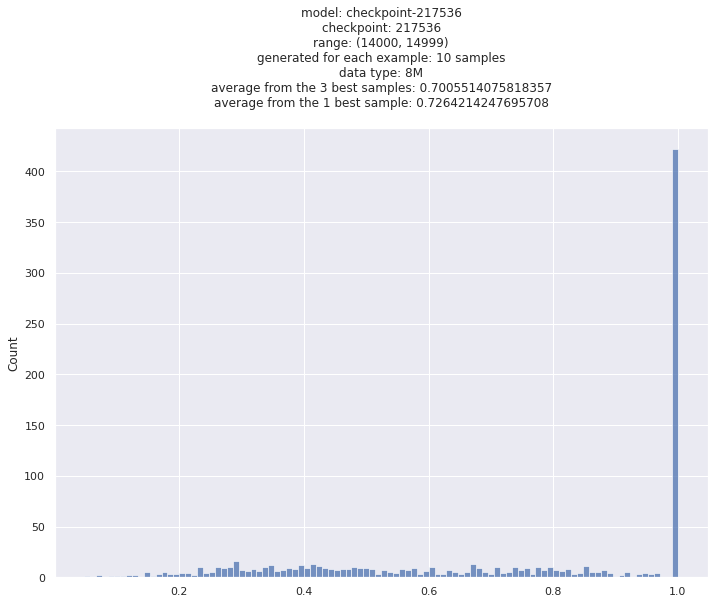 model: checkpoint-217536
checkpoint: 217536
range: (14000, 14999)
generated for each example: 10 samples
data type: 8M
average from the 3 best samples: 0.7005514075818357
average from the 1 best sample: 0.7264214247695708
400
350
300
250
200
150
100
50
0
Count
0.2 0.4 0.6 0.8 1.0